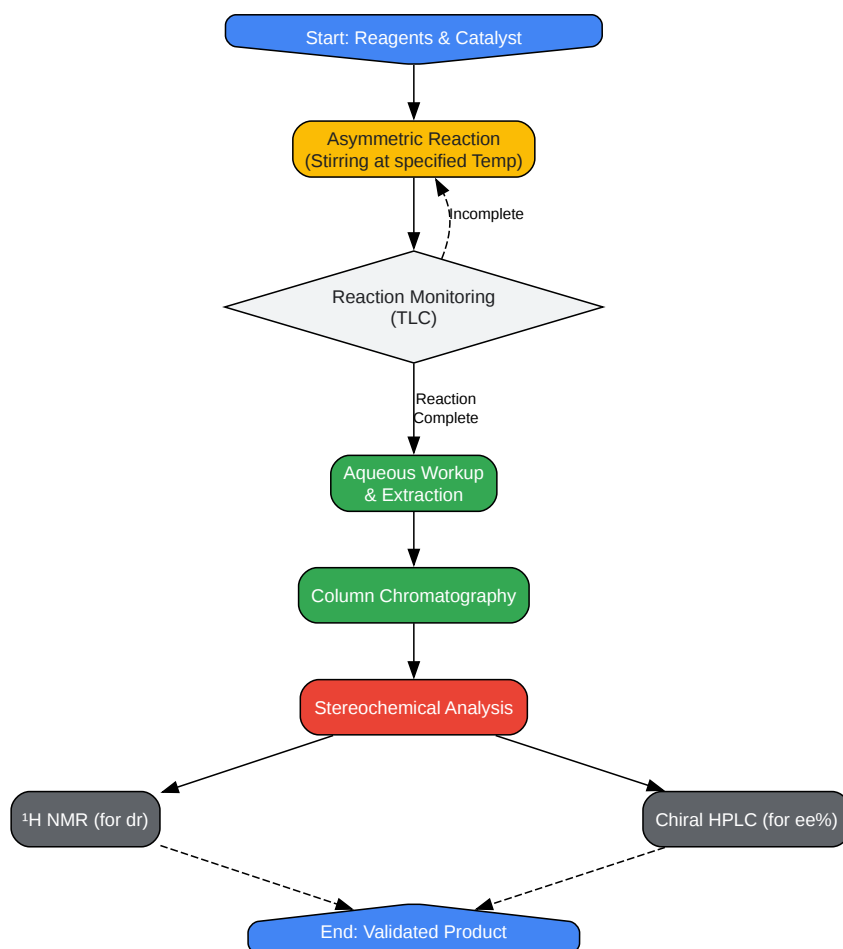 Start: Reagents & Catalyst
Asymmetric Reaction
(Stirring at specified Temp)
Incomplete
Reaction Monitoring
(TLC)
Reaction
Complete
Aqueous Workup
& Extraction
Column Chromatography
Stereochemical Analysis
¹H NMR (for dr)
Chiral HPLC (for ee%)
End: Validated Product